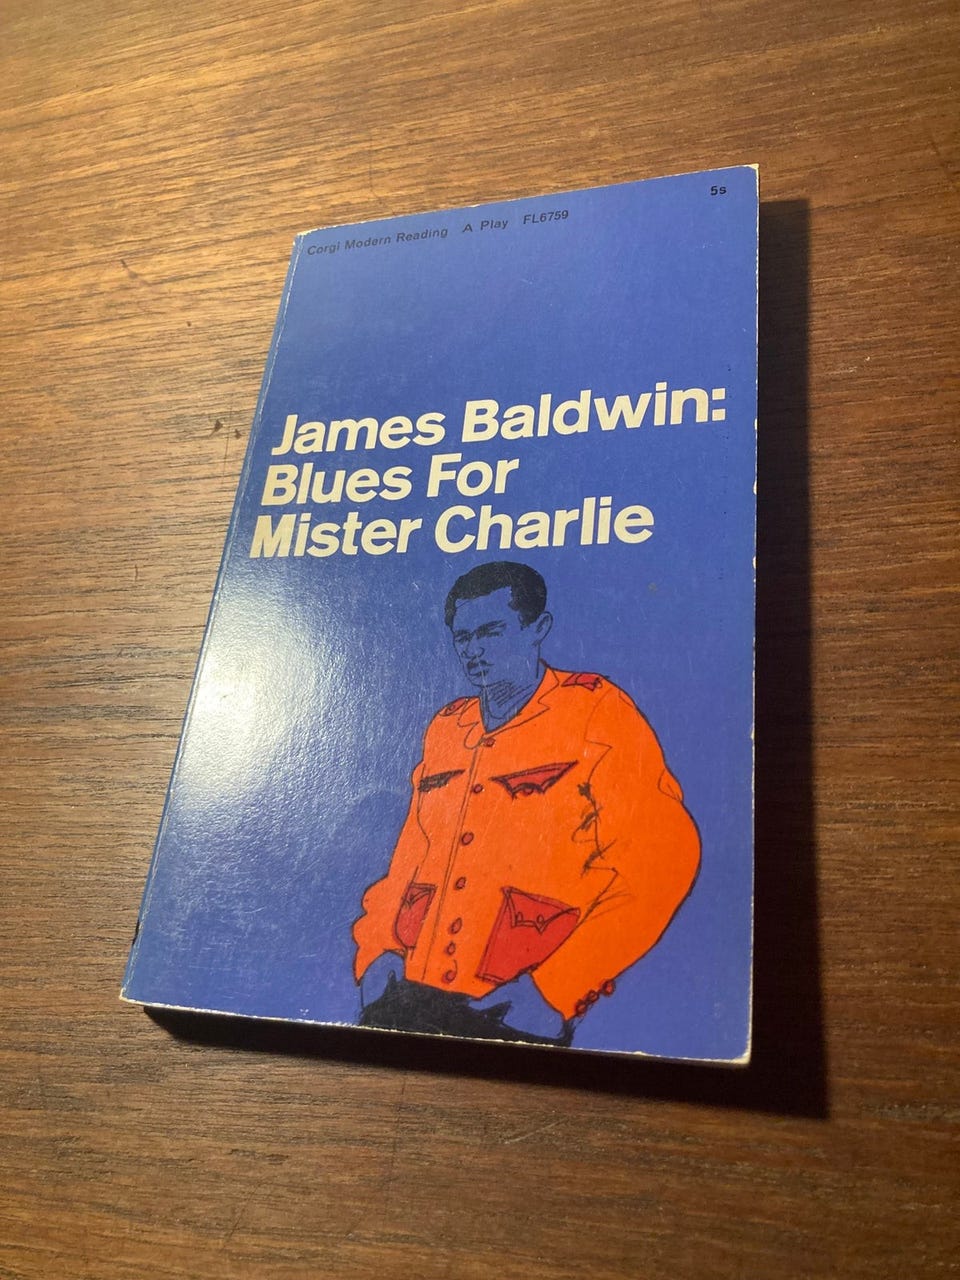 Corgi Modern Reading A Play FL6759
5s
James Baldwin:
Blues For
Mister Charlie